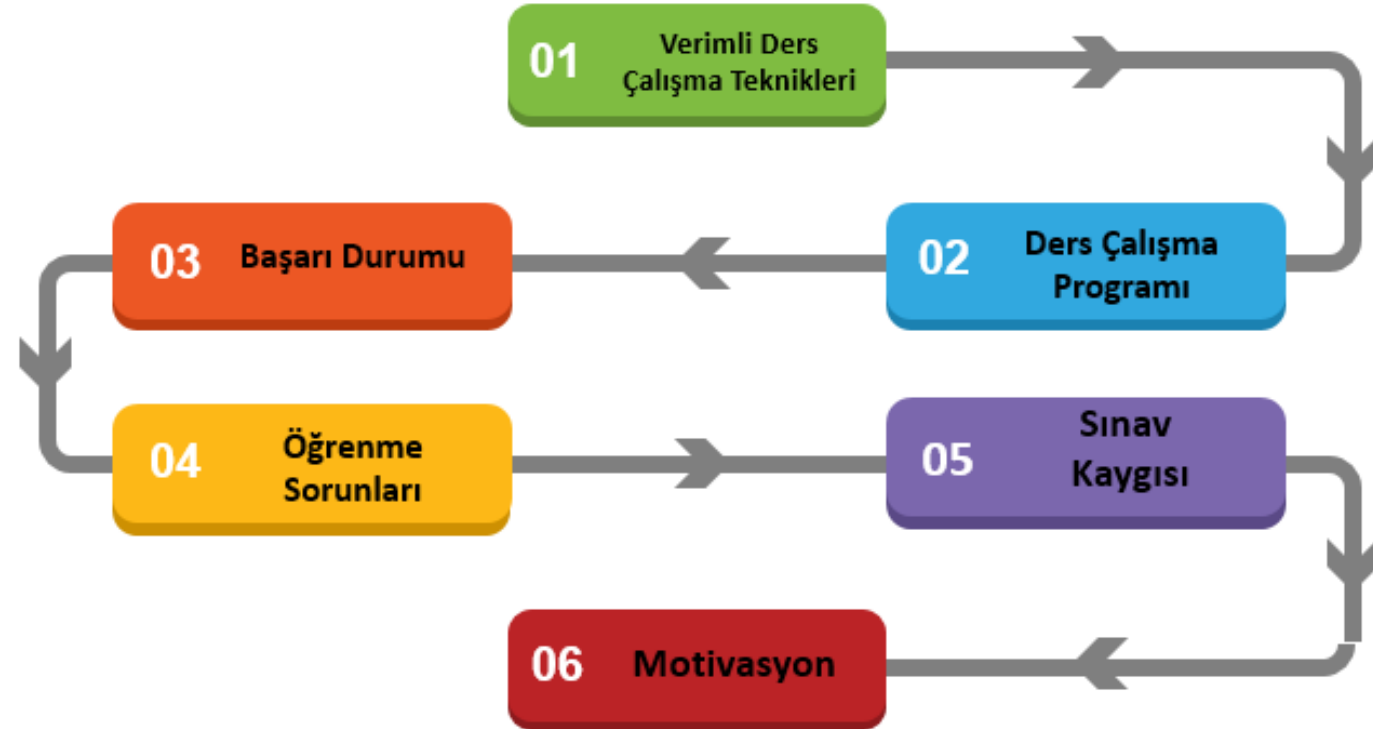 01 Verimli Ders
Çalışma Teknikleri
02 Ders Çalışma
Programı
03 Başarı Durumu
04 Öğrenme
Sorunları
05 Sınav
Kaygısı
06 Motivasyon